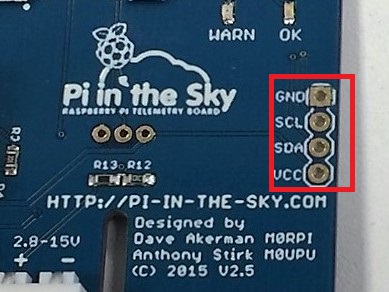 WARN OK
Pi in the Sky
RASPBERRY PI TELEMETRY BOARD
GND
SCL
SDA
VCC
R13 R12
HTTP://PI-IN-THE-SKY.COM
2.8-15V
+ -
Designed by
Dave Akerman M0RPI
Anthony Stirk M0UPU
(C) 2015 V2.5